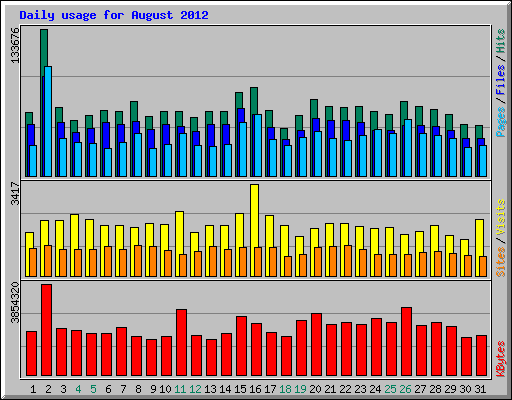 Daily usage for August 2012
133676
Pages / Files / Hits
3417
Sites / Visits
3854320
KBytes
1 2 3 4 5 6 7 8 9 10 11 12 13 14 15 16 17 18 19 20 21 22 23 24 25 26 27 28 29 30 31